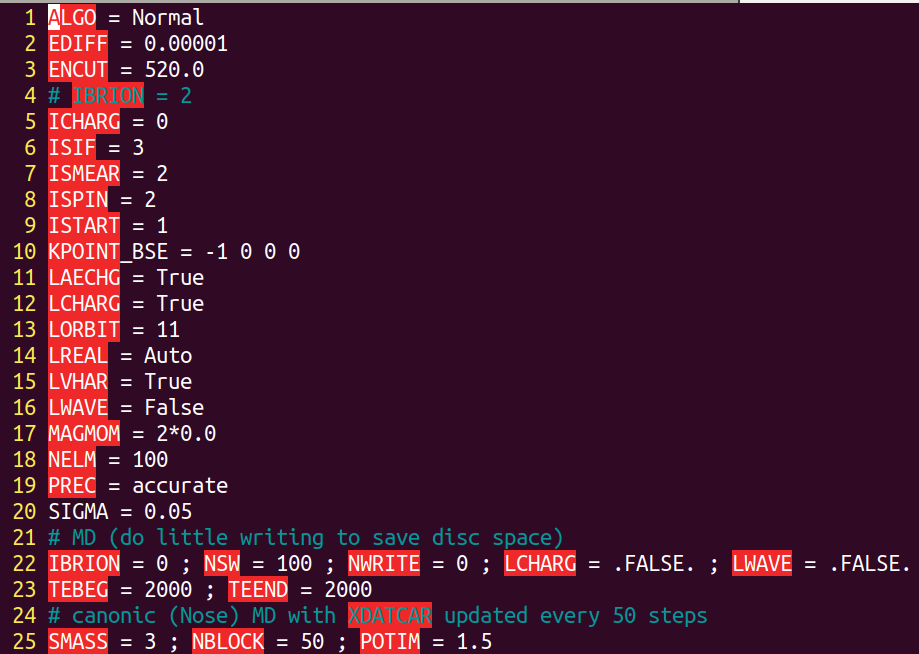 1 ALGO = Normal
2 EDIFF = 0.00001
3 ENCUT = 520.0
4 # IBRION = 2
5 ICHARG = 0
6 ISIF = 3
7 ISMEAR = 2
8 ISPIN = 2
9 ISTART = 1
10 KPOINT_BSE = -1 0 0 0
11 LAECHG = True
12 LCHARG = True
13 LORBIT = 11
14 LREAL = Auto
15 LVHAR = True
16 LWAVE = False
17 MAGMOM = 2*0.0
18 NELM = 100
19 PREC = accurate
20 SIGMA = 0.05
21 # MD (do little writing to save disc space)
22 IBRION = 0 ; NSW = 100 ; NWRITE = 0 ; LCHARG = .FALSE. ; LWAVE = .FALSE.
23 TEBEG = 2000 ; TEEND = 2000
24 # canonic (Nose) MD with XDATCAR updated every 50 steps
25 SMASS = 3 ; NBLOCK = 50 ; POTIM = 1.5